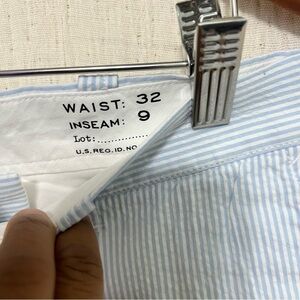 WAIST: 32
INSEAM: 9
Lot:..............
U.S. REG. ID. NO